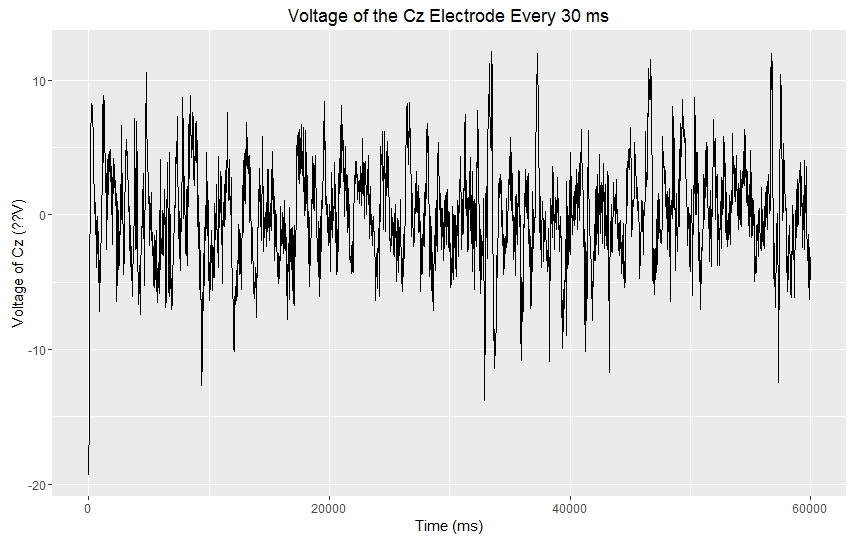 Voltage of the Cz Electrode Every 30 ms
Voltage of Cz (??V)
10
0
-10
-20
0
20000
40000
60000
Time (ms)